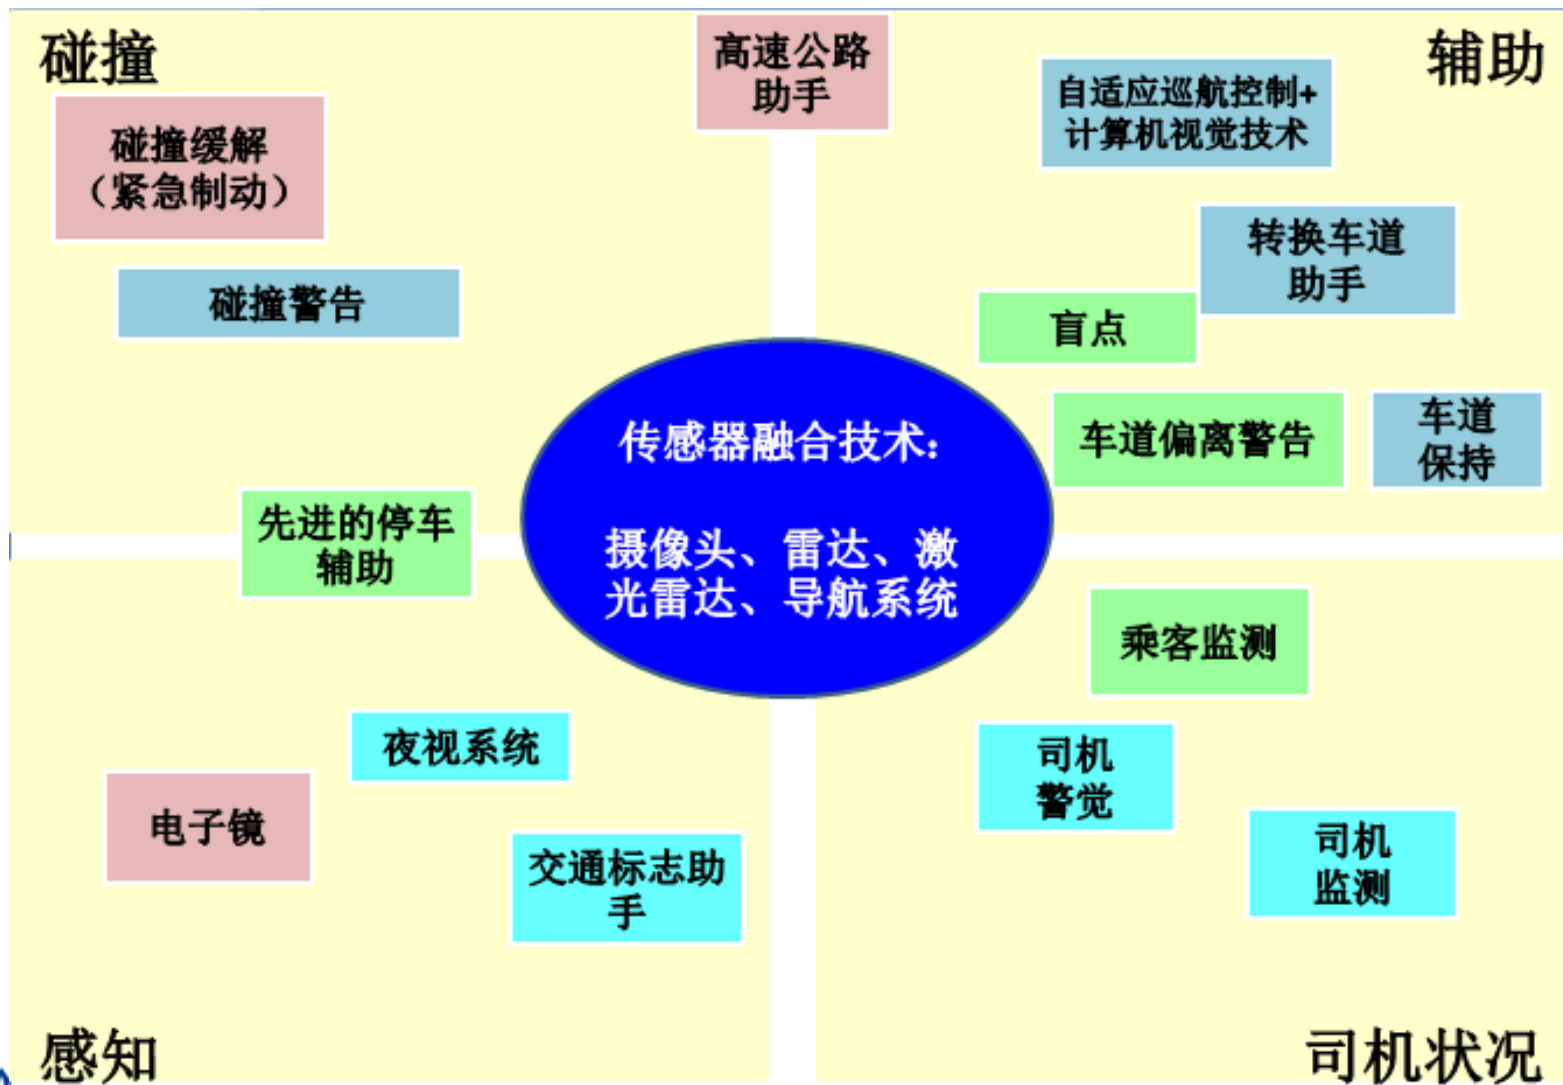 碰撞
高速公路
助手
辅助
自适应巡航控制+
计算机视觉技术
碰撞缓解
（紧急制动）
转换车道
助手
碰撞警告
盲点
车道偏离警告
车道
保持
传感器融合技术：
摄像头、雷达、激
光雷达、导航系统
先进的停车
辅助
乘客监测
夜视系统
司机
警觉
电子镜
交通标志助
手
司机
监测
感知
司机状况